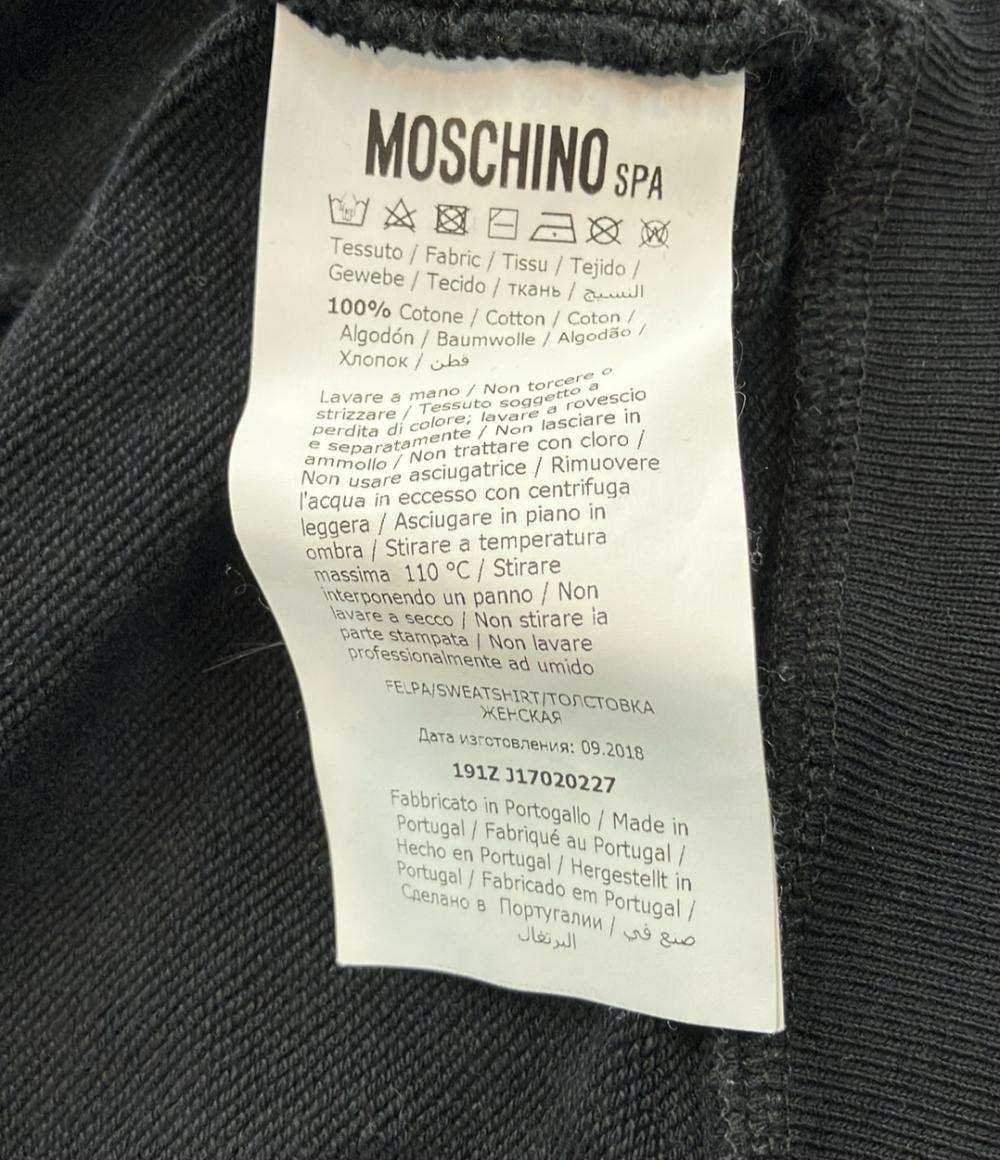 MOSCHINO SPA
Tessuto / Fabric / Tissu / Tejido /
Gewebe / Tecido / ткань / النسيج
100% Cotone / Cotton / Coton /
Algodón / Baumwolle / Algodão /
Хлопок / قطن
Lavare a mano / Non torcere o
strizzare / Tessuto soggetto a
perdita di colore; lavare a rovescio
e separatamente / Non lasciare in
ammollo / Non trattare con cloro /
Non usare asciugatrice / Rimuovere
l'acqua in eccesso con centrifuga
leggera / Asciugare in piano in
ombra / Stirare a temperatura
massima 110 °C / Stirare
interponendo un panno / Non
lavare a secco / Non stirare la
parte stampata / Non lavare
professionalmente ad umido
FELPA/SWEATSHIRT/ТОЛСТОВКА
ЖЕНСКАЯ
Дата изготовления: 09.2018
191Z J17020227
Fabbricato in Portogallo / Made in
Portugal / Fabriqué au Portugal /
Hecho en Portugal / Hergestellt in
Portugal / Fabricado em Portugal /
Сделано в Португалии / صنع في
البرتغال